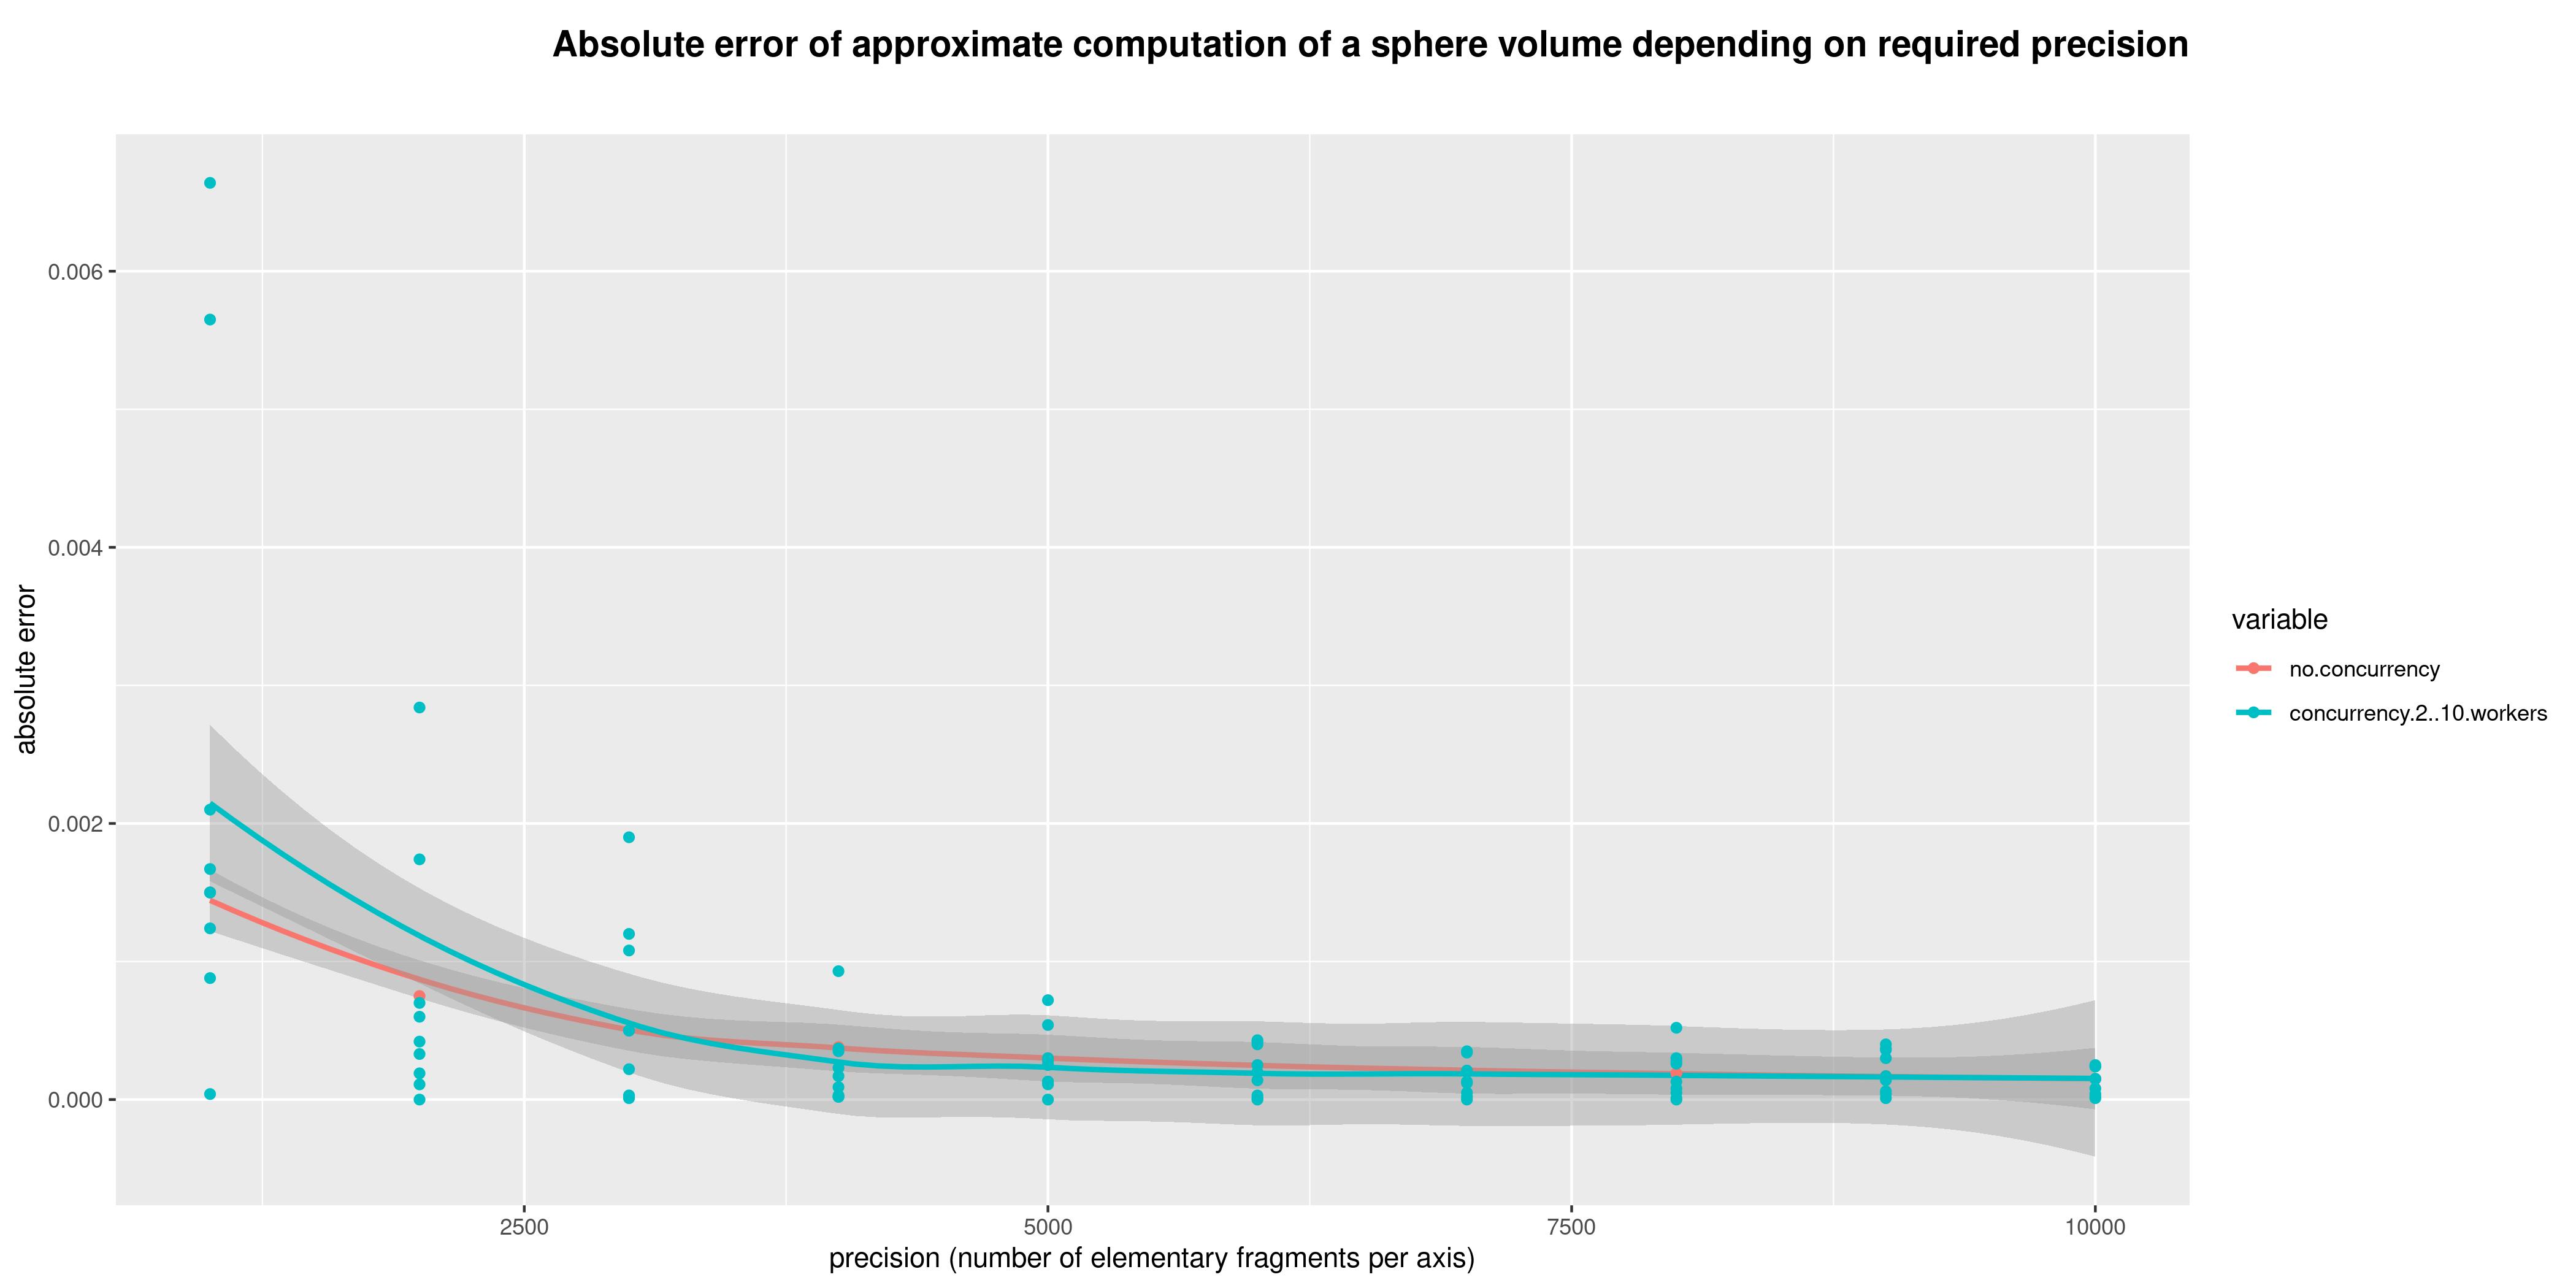 Absolute error of approximate computation of a sphere volume depending on required precision
absolute error
0.006
0.004
0.002
0.000
2500
5000
7500
10000
precision (number of elementary fragments per axis)
variable
no.concurrency
concurrency.2..10.workers